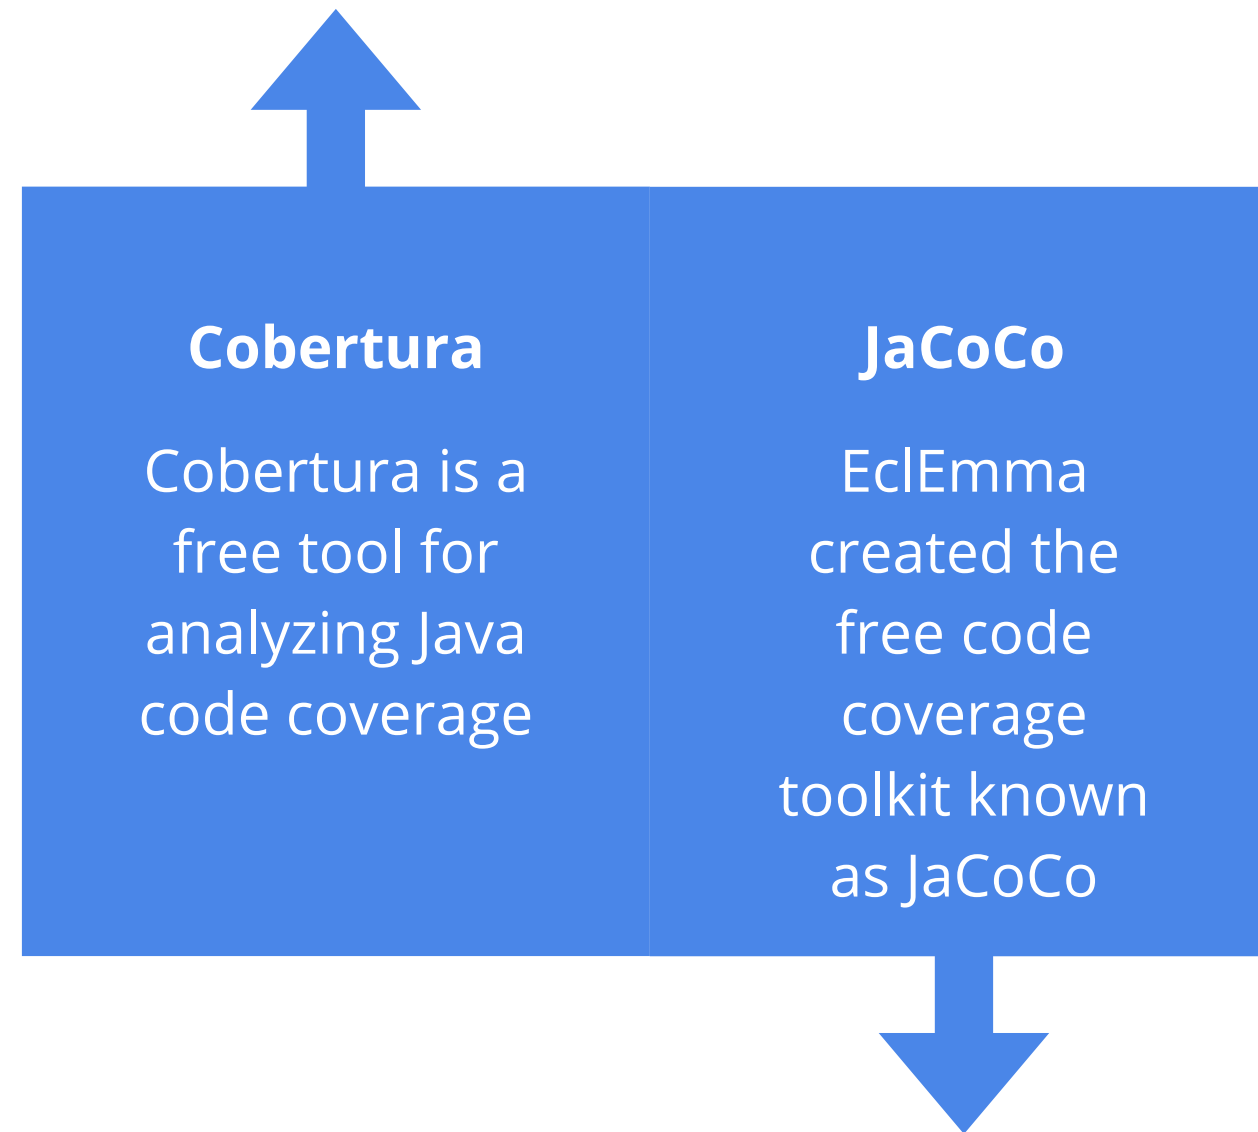 Cobertura
Cobertura is a
free tool for
analyzing Java
code coverage
JaCoCo
EclEmma
created the
free code
coverage
toolkit known
as JaCoCo